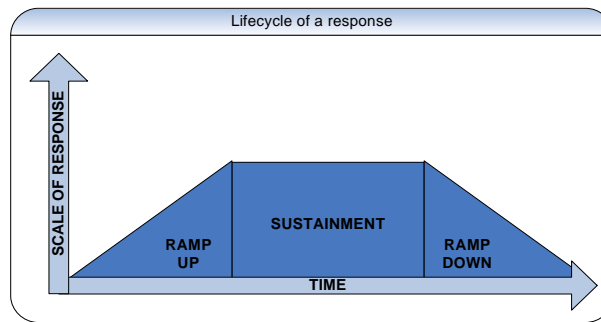 Lifecycle of a response
SCALE OF RESPONSE
RAMP
UP
SUSTAINMENT
RAMP
DOWN
TIME